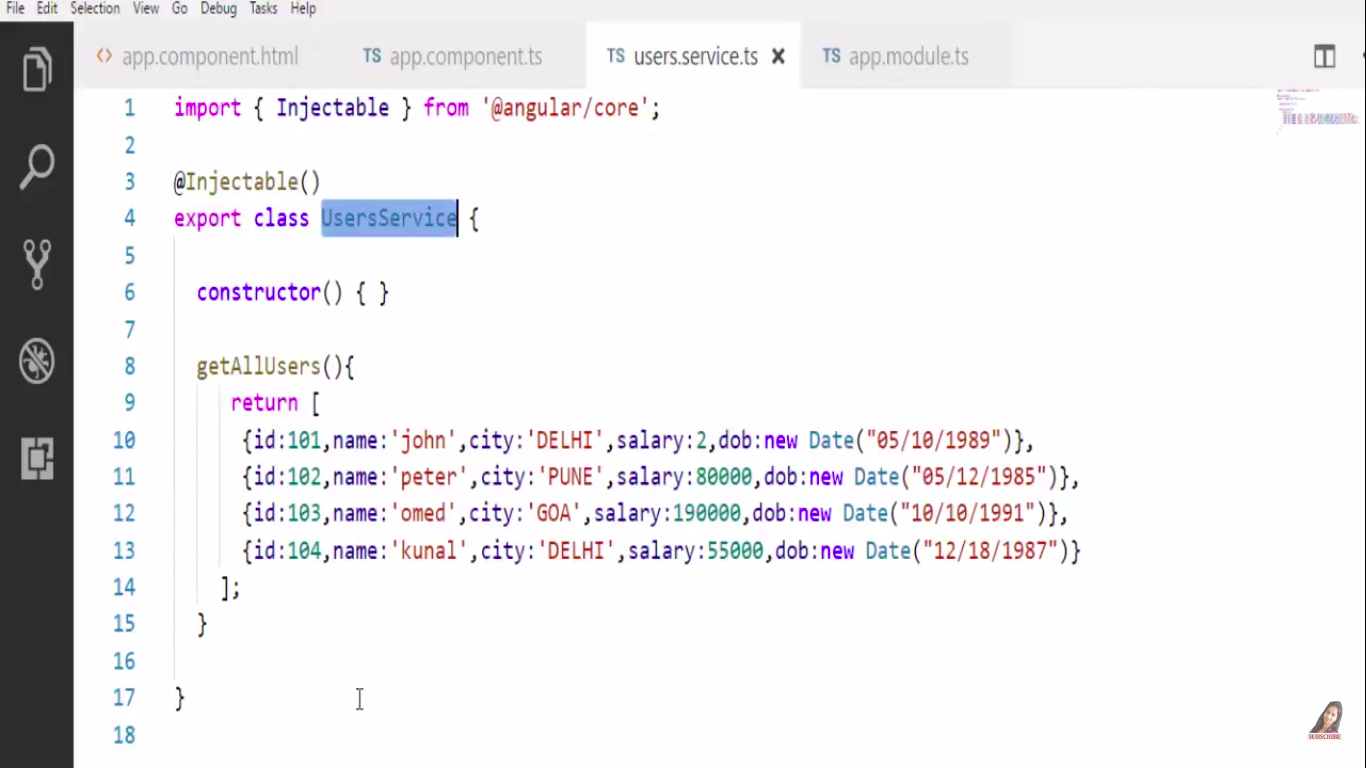 File Edit Selection View Go Debug Tasks Help
<> app.component.html TS app.component.ts TS users.service.ts × TS app.module.ts
1 import { Injectable } from '@angular/core';
2
3 @Injectable()
4 export class UsersService {
5
6 constructor() { }
7
8 getAllUsers(){
9 return [
10 {id:101,name:'john',city:'DELHI',salary:2,dob:new Date("05/10/1989")},
11 {id:102,name:'peter',city:'PUNE',salary:80000,dob:new Date("05/12/1985")},
12 {id:103,name:'omed',city:'GOA',salary:190000,dob:new Date("10/10/1991")},
13 {id:104,name:'kunal',city:'DELHI',salary:55000,dob:new Date("12/18/1987")}
14 ];
15 }
16
17 }
18
SUBSCRIBE